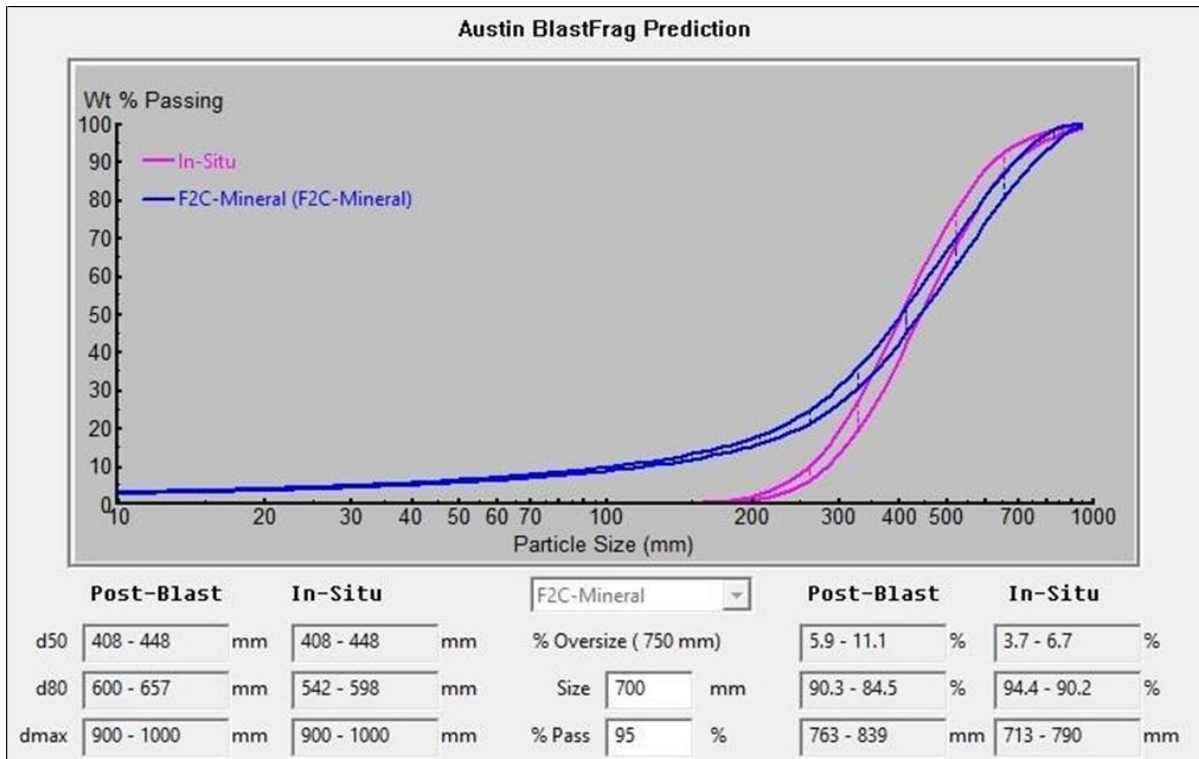 Austin BlastFrag Prediction
Wt % Passing
100
90
80
70
60
50
40
30
20
10
0
In-Situ
F2C-Mineral (F2C-Mineral)
10 20 30 40 50 60 70 100 200 300 400 500 700 1000
Particle Size (mm)
Post-Blast In-Situ F2C-Mineral Post-Blast In-Situ
d50 408 - 448 mm 408 - 448 mm % Oversize ( 750 mm) 5.9 - 11.1 % 3.7 - 6.7 %
d80 600 - 657 mm 542 - 598 mm Size 700 mm 90.3 - 84.5 % 94.4 - 90.2 %
dmax 900 - 1000 mm 900 - 1000 mm % Pass 95 % 763 - 839 mm 713 - 790 mm